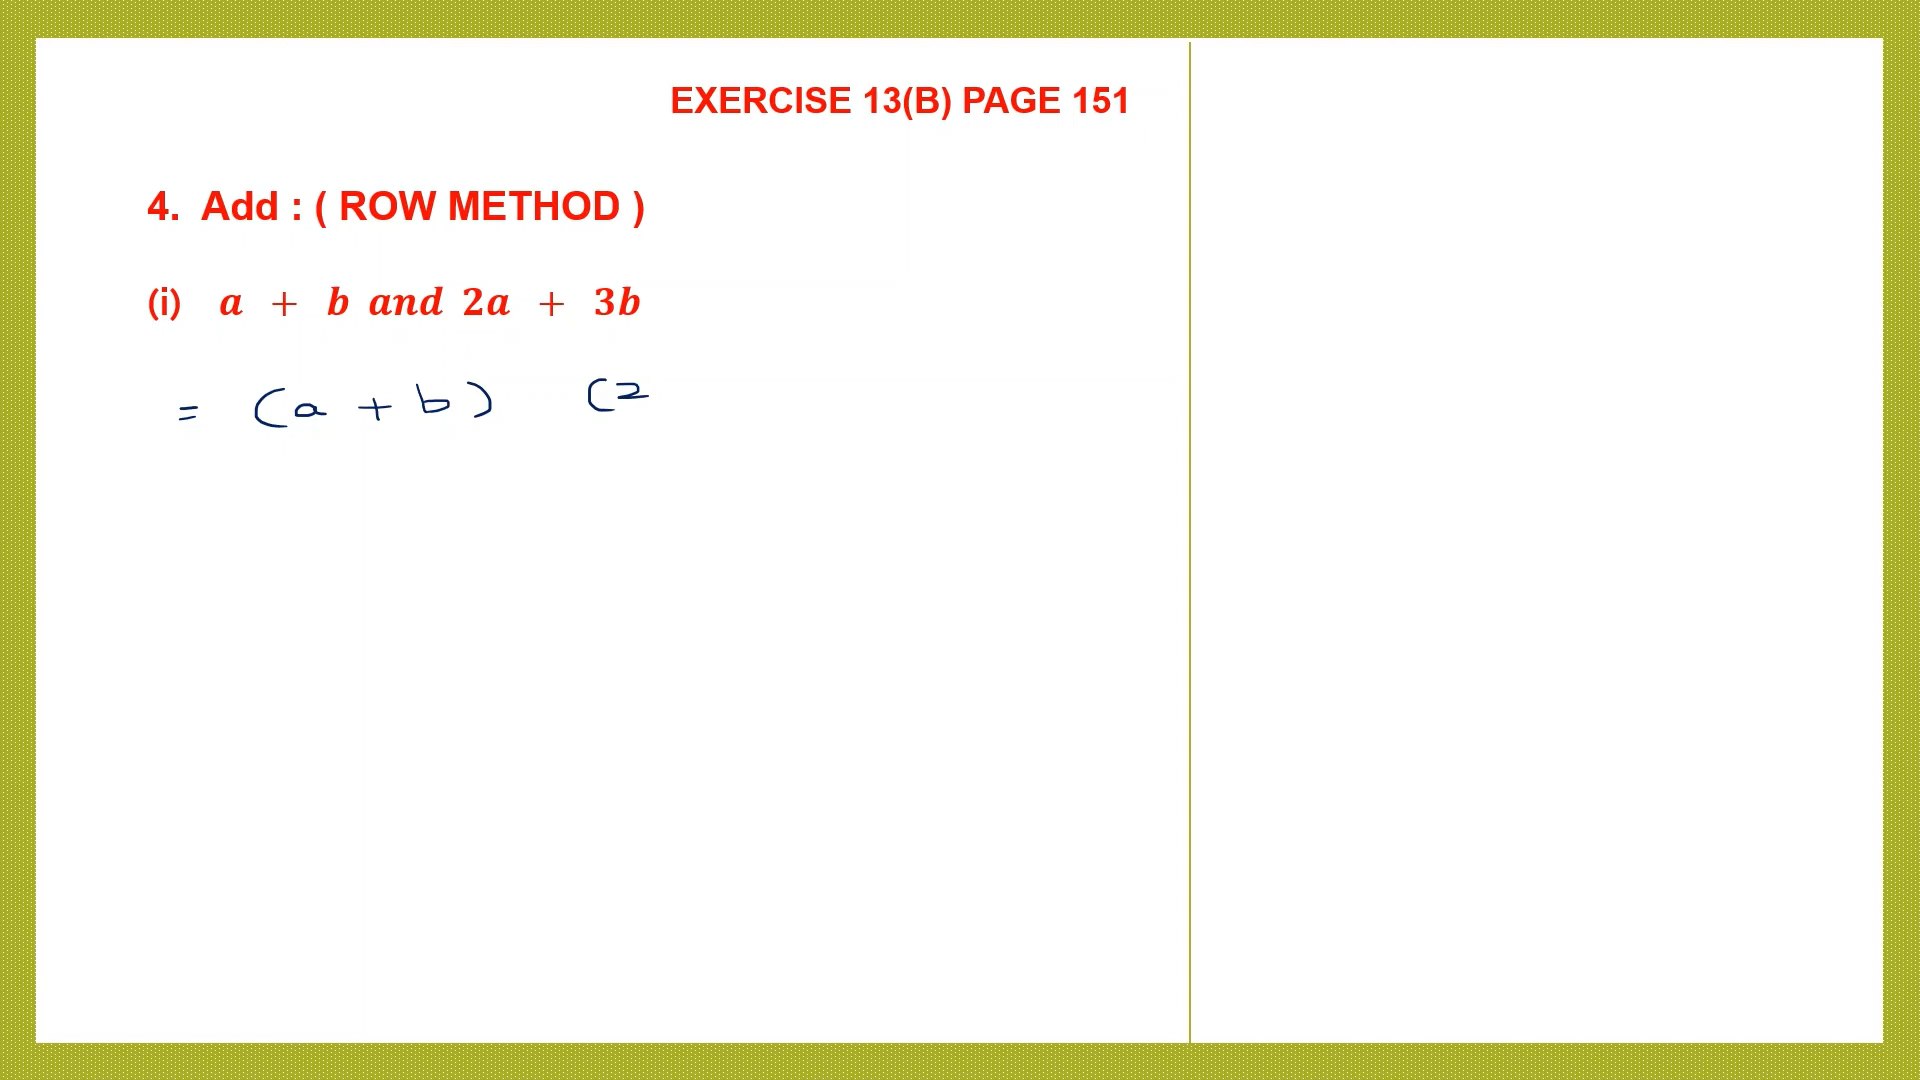 EXERCISE 13(B) PAGE 151
4. Add : ( ROW METHOD )
(i) a + b and 2a + 3b
= (a + b) (2